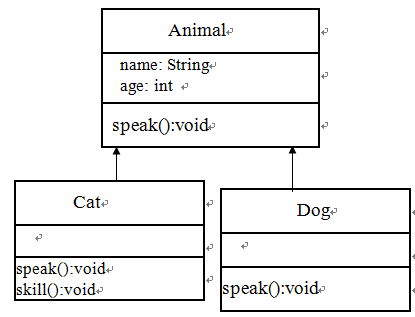 Animal
name: String
age: int
speak():void
Cat
speak():void
skill():void
Dog
speak():void